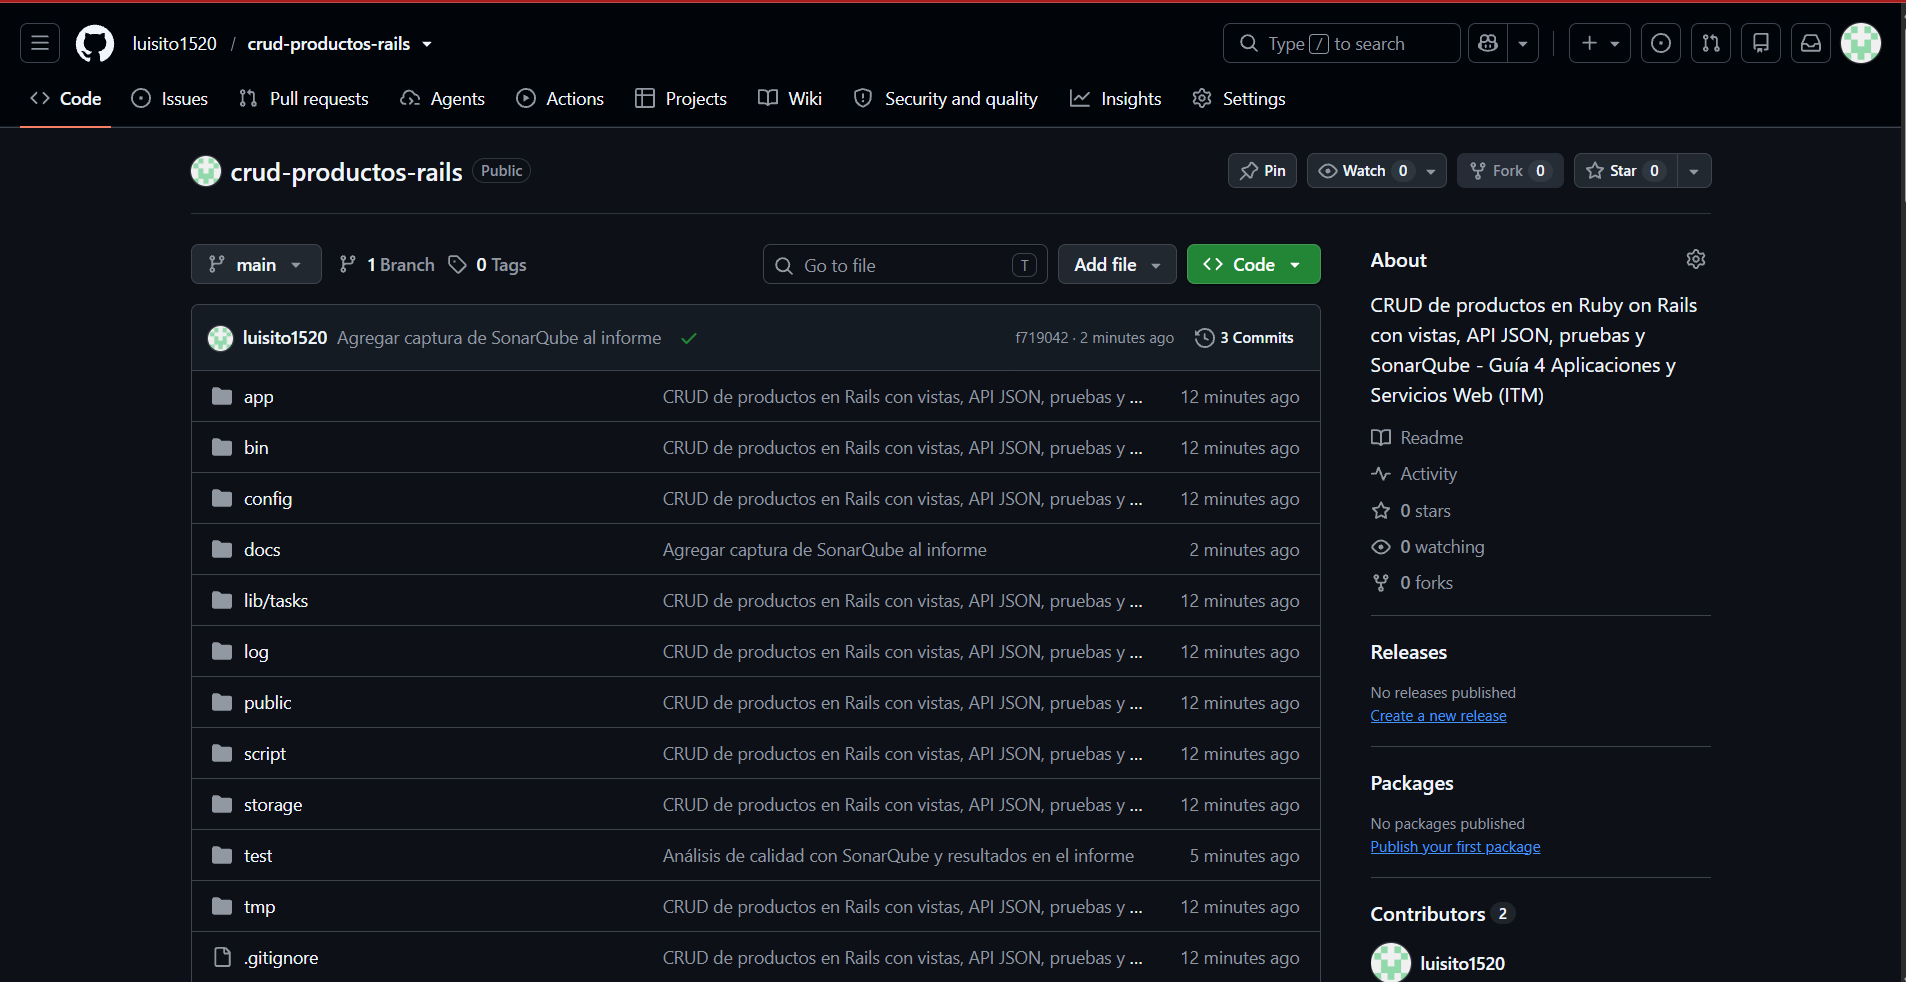 luisito1520 / crud-productos-rails
Type / to search
Code Issues Pull requests Agents Actions Projects Wiki Security and quality Insights Settings
crud-productos-rails Public
Pin Watch 0 Fork 0 Star 0
main 1 Branch 0 Tags Go to file T Add file Code
luisito1520 Agregar captura de SonarQube al informe f719042 · 2 minutes ago 3 Commits
app CRUD de productos en Rails con vistas, API JSON, pruebas y ... 12 minutes ago
bin CRUD de productos en Rails con vistas, API JSON, pruebas y ... 12 minutes ago
config CRUD de productos en Rails con vistas, API JSON, pruebas y ... 12 minutes ago
docs Agregar captura de SonarQube al informe 2 minutes ago
lib/tasks CRUD de productos en Rails con vistas, API JSON, pruebas y ... 12 minutes ago
log CRUD de productos en Rails con vistas, API JSON, pruebas y ... 12 minutes ago
public CRUD de productos en Rails con vistas, API JSON, pruebas y ... 12 minutes ago
script CRUD de productos en Rails con vistas, API JSON, pruebas y ... 12 minutes ago
storage CRUD de productos en Rails con vistas, API JSON, pruebas y ... 12 minutes ago
test Análisis de calidad con SonarQube y resultados en el informe 5 minutes ago
tmp CRUD de productos en Rails con vistas, API JSON, pruebas y ... 12 minutes ago
.gitignore CRUD de productos en Rails con vistas, API JSON, pruebas y ... 12 minutes ago
About
CRUD de productos en Ruby on Rails
con vistas, API JSON, pruebas y
SonarQube - Guía 4 Aplicaciones y
Servicios Web (ITM)
Readme
Activity
0 stars
0 watching
0 forks
Releases
No releases published
Create a new release
Packages
No packages published
Publish your first package
Contributors 2
luisito1520